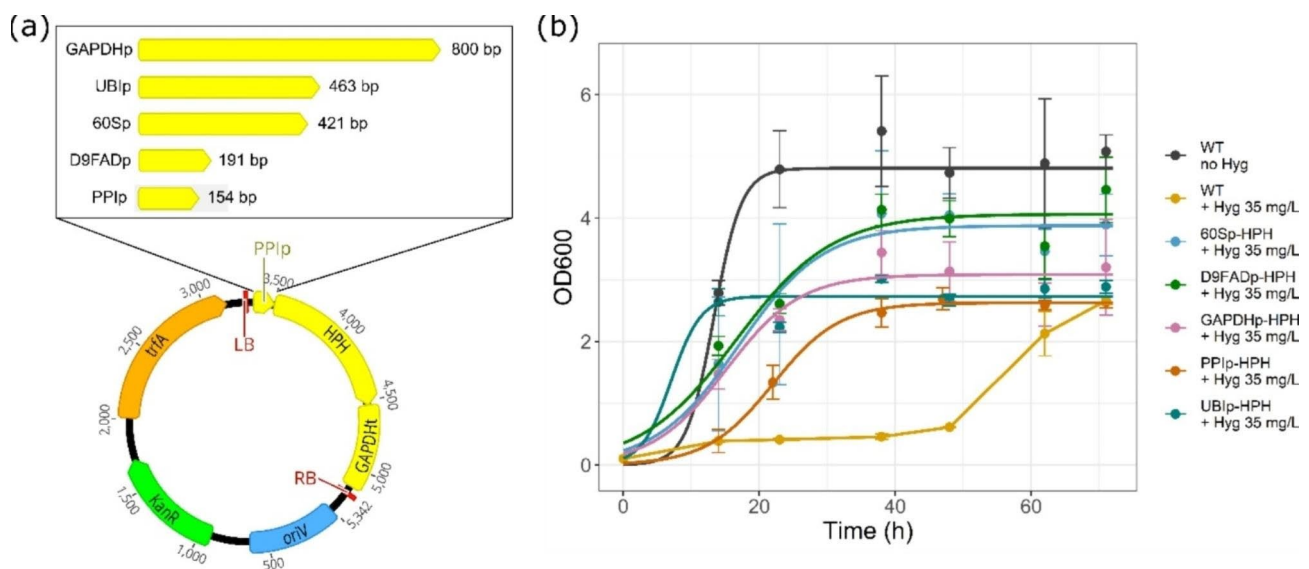 (a)
GAPDHp 800 bp
UBIp 463 bp
60Sp 421 bp
D9FADp 191 bp
PPIp 154 bp
PPIp
3,500
3,000
LB
HPH
4,000
trfA
2,500
2,000
4,500
GAPDHt
5,000
RB
5,342
KanR
1,500
oriV
1,000
500
(b)
OD600
6
4
2
0
0 20 40 60
Time (h)
WT
no Hyg
WT
+ Hyg 35 mg/L
60Sp-HPH
+ Hyg 35 mg/L
D9FADp-HPH
+ Hyg 35 mg/L
GAPDHp-HPH
+ Hyg 35 mg/L
PPIp-HPH
+ Hyg 35 mg/L
UBIp-HPH
+ Hyg 35 mg/L